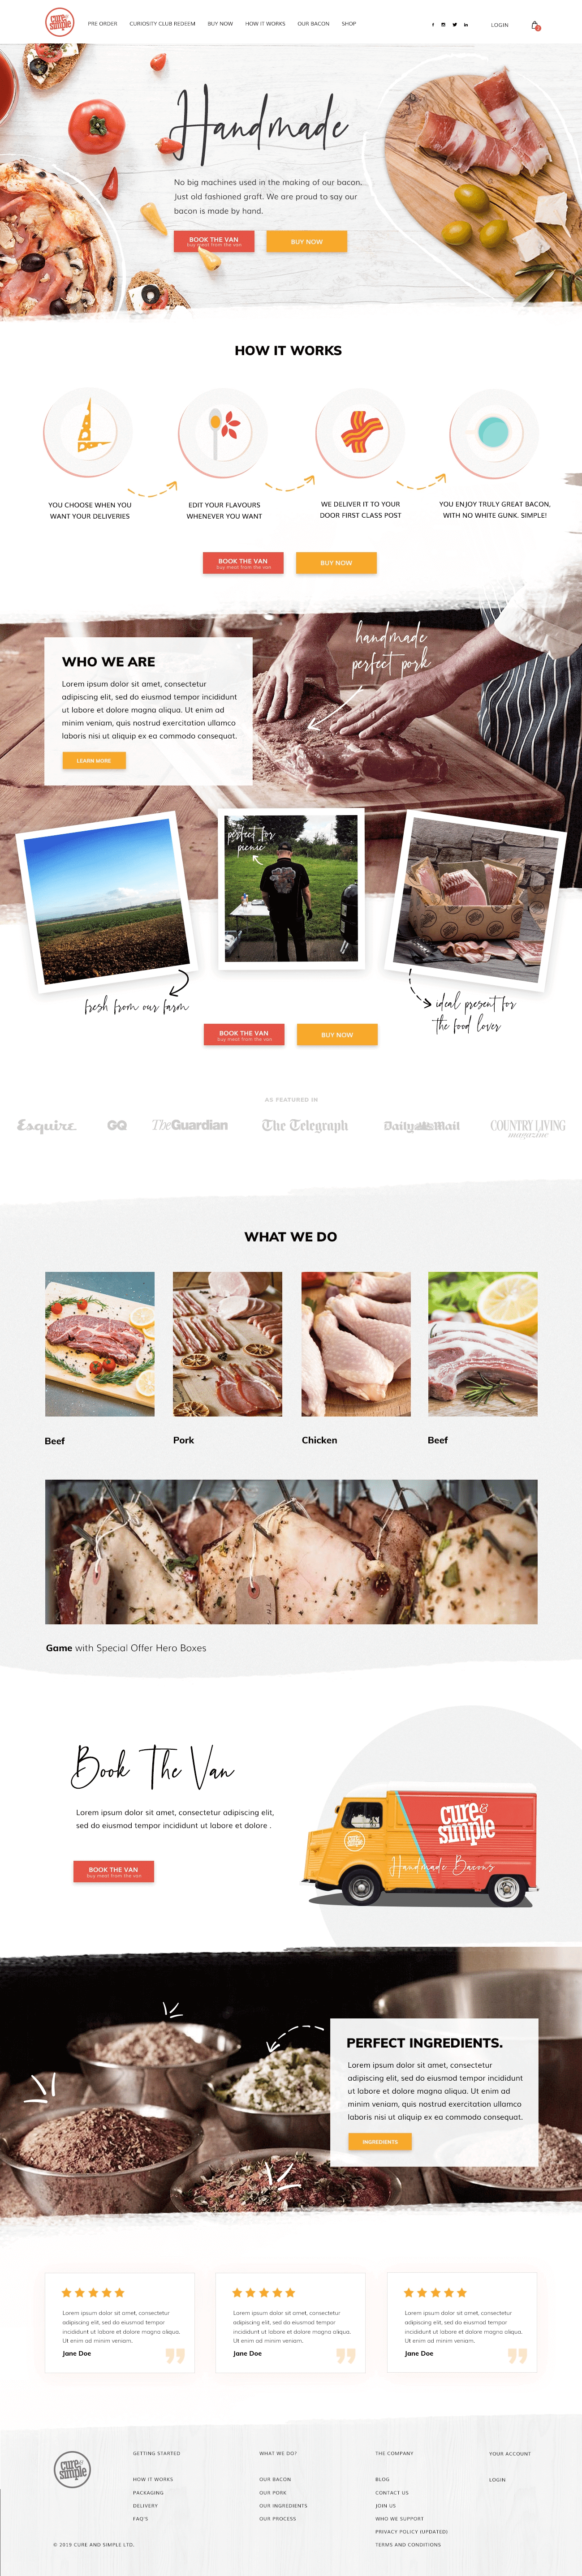 cure & simple
PRE ORDER CURIOSITY CLUB REDEEM BUY NOW HOW IT WORKS OUR BACON SHOP
LOGIN
Handmade
No big machines used in the making of our bacon..
Just old fashioned graft. We are proud to say our
bacon is made by hand.
BOOK THE VAN
buy meat from the van
BUY NOW
HOW IT WORKS
YOU CHOOSE WHEN YOU
WANT YOUR DELIVERIES
EDIT YOUR FLAVOURS
WHENEVER YOU WANT
WE DELIVER IT TO YOUR
DOOR FIRST CLASS POST
YOU ENJOY TRULY GREAT BACON,
WITH NO WHITE GUNK. SIMPLE!
BOOK THE VAN
buy meat from the van
BUY NOW
handmade
perfect pork
WHO WE ARE
Lorem ipsum dolor sit amet, consectetur
adipiscing elit, sed do eiusmod tempor incididunt
ut labore et dolore magna aliqua. Ut enim ad
minim veniam, quis nostrud exercitation ullamco
laboris nisi ut aliquip ex ea commodo consequat.
LEARN MORE
perfect for
picnic
fresh from our farm
ideal present for
the food lover
BOOK THE VAN
buy meat from the van
BUY NOW
AS FEATURED IN
Esquire
GQ
The Guardian
The Telegraph
Daily Mail
COUNTRY LIVING
magazine
WHAT WE DO
Beef
Pork
Chicken
Beef
Game with Special Offer Hero Boxes
Book The Van
Lorem ipsum dolor sit amet, consectetur adipiscing elit,
sed do eiusmod tempor incididunt ut labore et dolore .
BOOK THE VAN
buy meat from the van
cure & simple
cure & simple
Handmade Bacons
PERFECT INGREDIENTS.
Lorem ipsum dolor sit amet, consectetur
adipiscing elit, sed do eiusmod tempor incididunt
ut labore et dolore magna aliqua. Ut enim ad
minim veniam, quis nostrud exercitation ullamco
laboris nisi ut aliquip ex ea commodo consequat.
INGREDIENTS
Lorem ipsum dolor sit amet, consectetur
adipiscing elit, sed do eiusmod tempor
incididunt ut labore et dolore magna aliqua.
Ut enim ad minim veniam.
Jane Doe
Lorem ipsum dolor sit amet, consectetur
adipiscing elit, sed do eiusmod tempor
incididunt ut labore et dolore magna aliqua.
Ut enim ad minim veniam.
Jane Doe
Lorem ipsum dolor sit amet, consectetur
adipiscing elit, sed do eiusmod tempor
incididunt ut labore et dolore magna aliqua.
Ut enim ad minim veniam.
Jane Doe
cure & simple
GETTING STARTED
HOW IT WORKS
PACKAGING
DELIVERY
FAQ'S
WHAT WE DO?
OUR BACON
OUR PORK
OUR INGREDIENTS
OUR PROCESS
THE COMPANY
BLOG
CONTACT US
JOIN US
WHO WE SUPPORT
PRIVACY POLICY (UPDATED)
TERMS AND CONDITIONS
YOUR ACCOUNT
LOGIN
© 2019 CURE AND SIMPLE LTD.